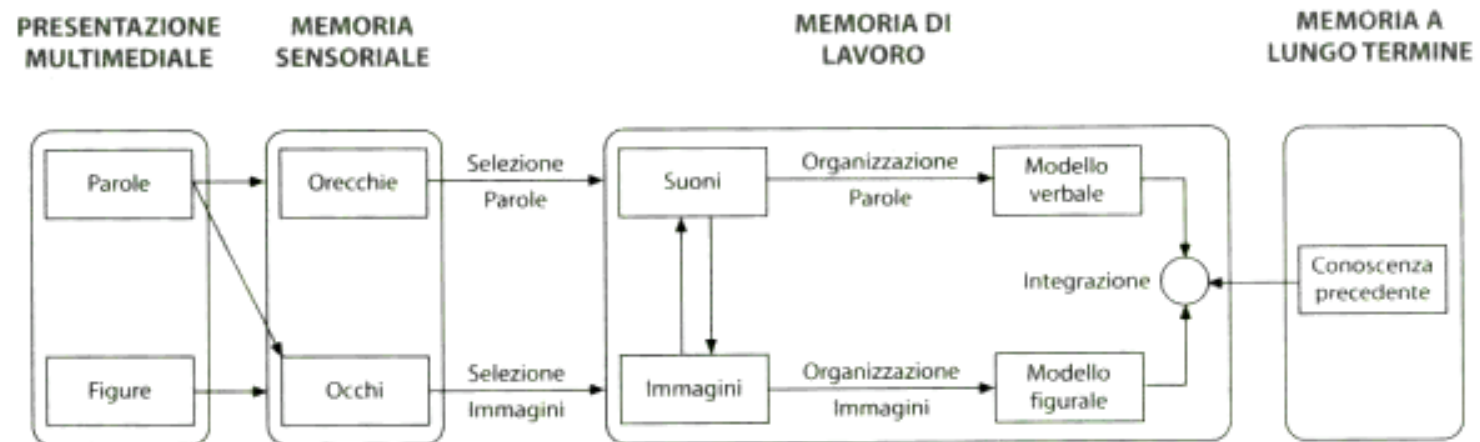 PRESENTAZIONE
MULTIMEDIALE
MEMORIA
SENSORIALE
MEMORIA DI
LAVORO
MEMORIA A
LUNGO TERMINE
Parole
Orecchie
Selezione
Parole
Suoni
Organizzazione
Parole
Modello
verbale
Integrazione
Conoscenza
precedente
Figure
Occhi
Selezione
Immagini
Immagini
Organizzazione
Immagini
Modello
figurale